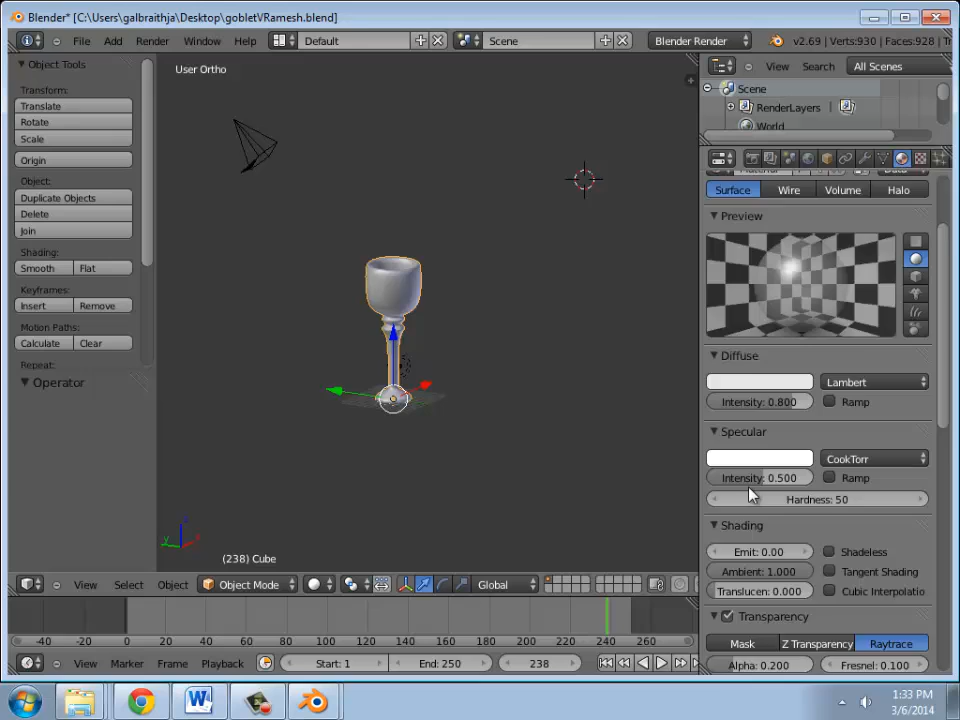 Blender* [C:\Users\galbraithja\Desktop\gobletVRamesh.blend]
File Add Render Window Help Default Scene Blender Render v2.69 | Verts:930 | Faces:928 | Tr
Object Tools
Transform:
Translate
Rotate
Scale
Origin
Object:
Duplicate Objects
Delete
Join
Shading:
Smooth Flat
Keyframes:
Insert Remove
Motion Paths:
Calculate Clear
Repeat:
Operator
User Ortho
(238) Cube
View Select Object Object Mode Global
-40 -20 0 20 40 60 80 100 120 140 160 180 200 220 240 260
View Marker Frame Playback Start: 1 End: 250 238
View Search All Scenes
Scene
RenderLayers |
World
Surface Wire Volume Halo
Preview
Diffuse
Lambert
Intensity: 0.800 Ramp
Specular
CookTorr
Intensity: 0.500 Ramp
Hardness: 50
Shading
Emit: 0.00 Shadeless
Ambient: 1.000 Tangent Shading
Translucen: 0.000 Cubic Interpolatio
Transparency
Mask Z Transparency Raytrace
Alpha: 0.200 Fresnel: 0.100
1:33 PM
3/6/2014